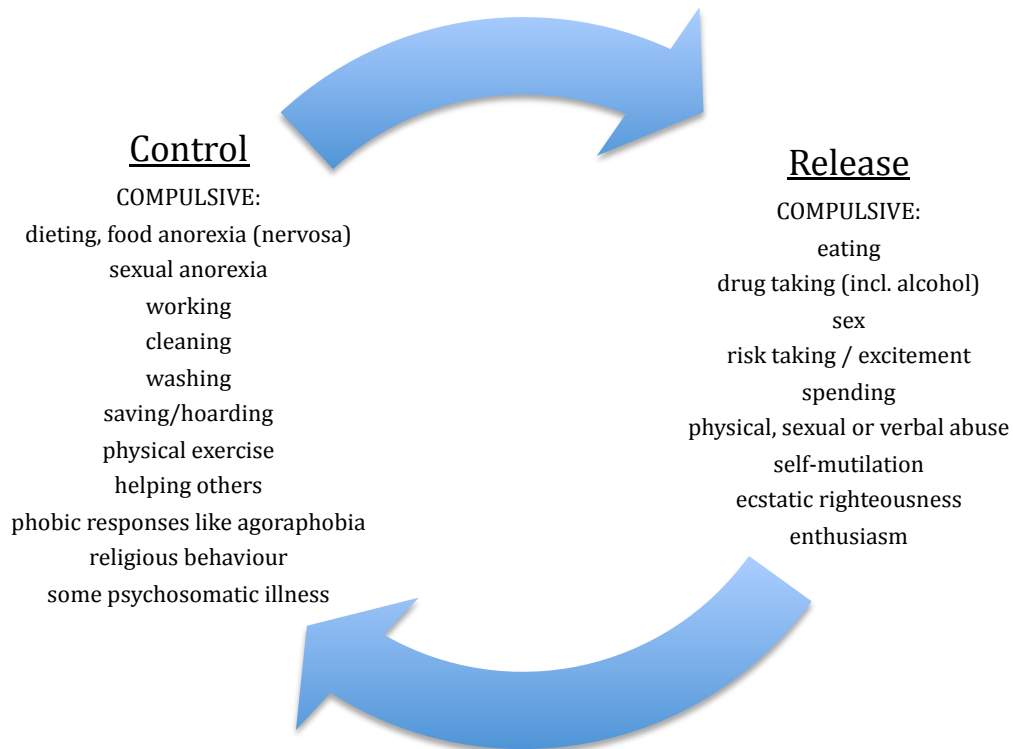 Control
COMPULSIVE:
dieting, food anorexia (nervosa)
sexual anorexia
working
cleaning
washing
saving/hoarding
physical exercise
helping others
phobic responses like agoraphobia
religious behaviour
some psychosomatic illness
Release
COMPULSIVE:
eating
drug taking (incl. alcohol)
sex
risk taking / excitement
spending
physical, sexual or verbal abuse
self-mutilation
ecstatic righteousness
enthusiasm